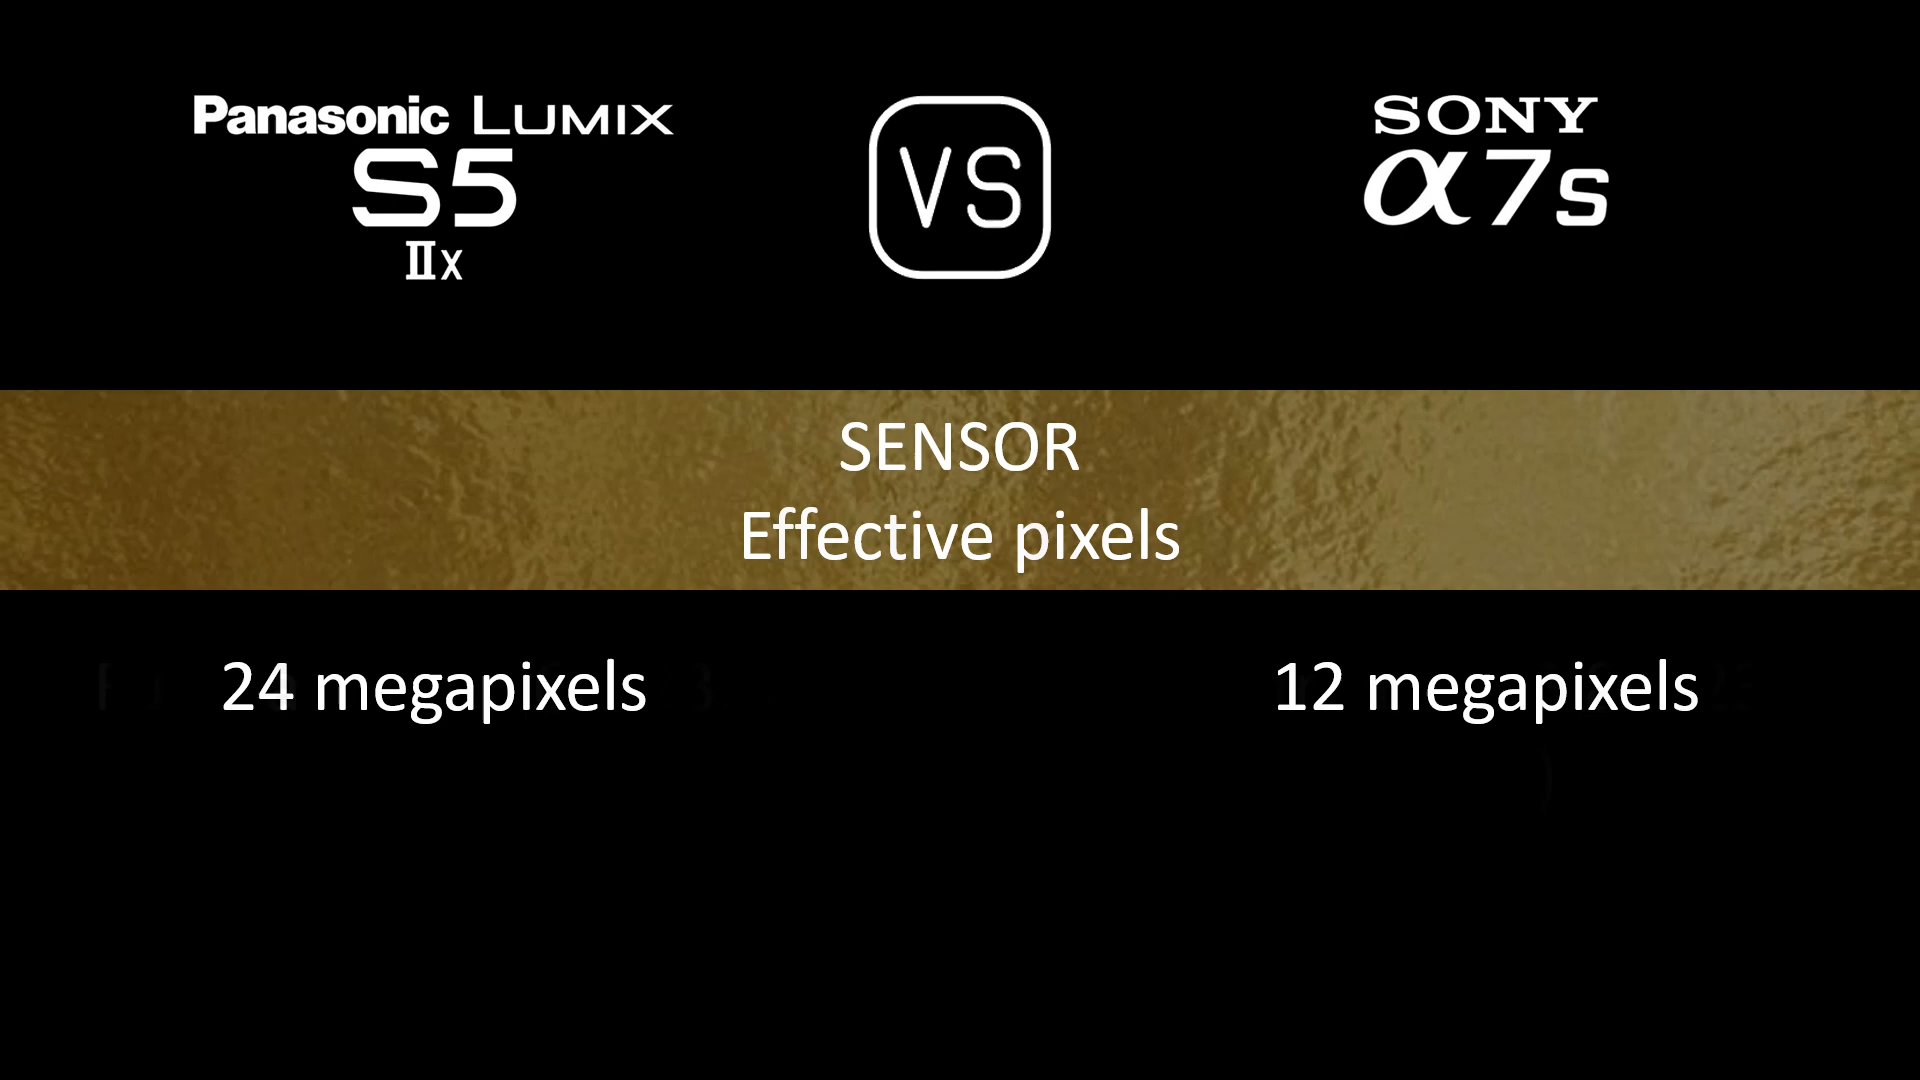 Panasonic LUMIX
S5
IIx
VS
SONY
α7s
SENSOR
Effective pixels
24 megapixels
12 megapixels